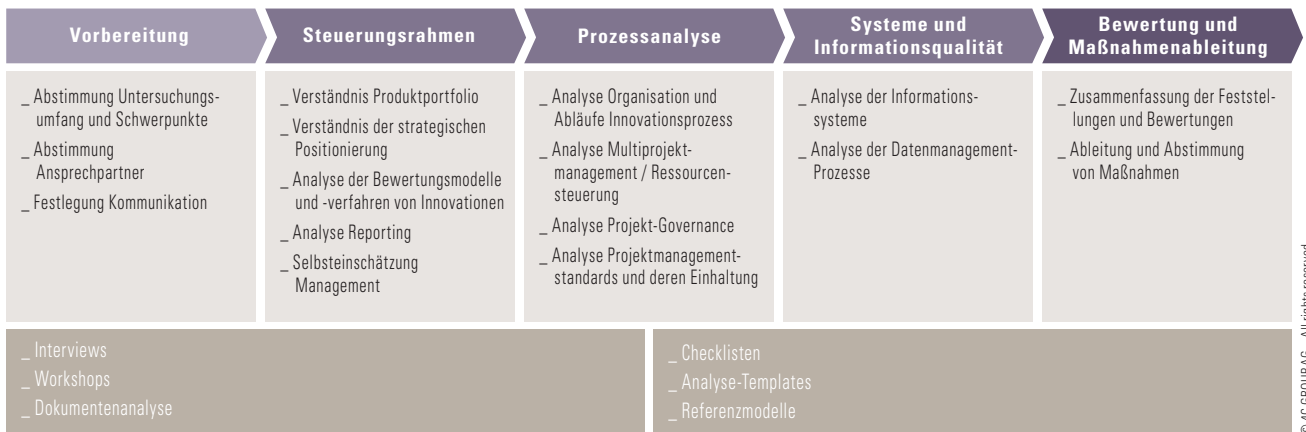 Vorbereitung
Steuerungsrahmen
Prozessanalyse
Systeme und
Informationsqualität
Bewertung und
Maßnahmenableitung
_ Abstimmung Untersuchungs-
umfang und Schwerpunkte
_ Abstimmung
Ansprechpartner
_ Festlegung Kommunikation
_ Verständnis Produktportfolio
_ Verständnis der strategischen
Positionierung
_ Analyse der Bewertungsmodelle
und -verfahren von Innovationen
_ Analyse Reporting
_ Selbsteinschätzung
Management
_ Analyse Organisation und
Abläufe Innovationsprozess
_ Analyse Multiprojekt-
management / Ressourcen-
steuerung
_ Analyse Projekt-Governance
_ Analyse Projektmanagement-
standards und deren Einhaltung
_ Analyse der Informations-
systeme
_ Analyse der Datenmanagement-
Prozesse
_ Zusammenfassung der Feststel-
lungen und Bewertungen
_ Ableitung und Abstimmung
von Maßnahmen
_ Interviews
_ Workshops
_ Dokumentenanalyse
_ Checklisten
_ Analyse-Templates
_ Referenzmodelle
© AC GROUP AG All rights reserved